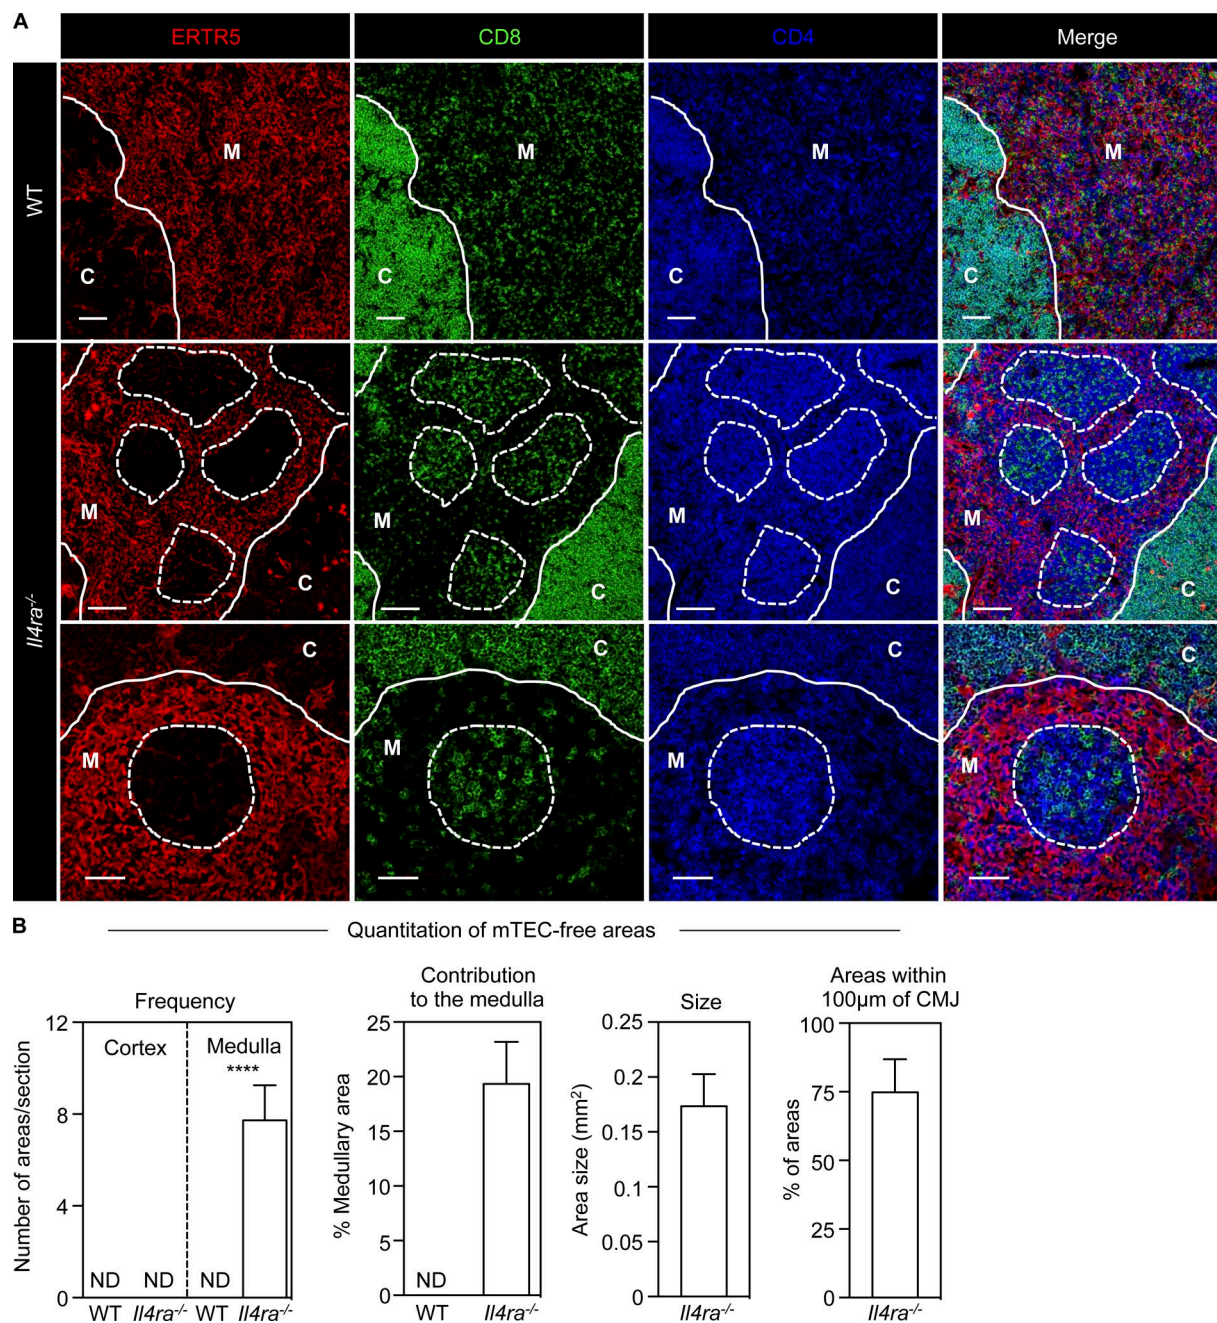 A
ERTR5 CD8 CD4 Merge
WT
M M M M
C C C C
Il4ra-/-
M M M M
C C C C
C C C C
M M M M
B
Quantitation of mTEC-free areas
Frequency
Number of areas/section
12
8
4
0
Cortex Medulla
****
ND ND ND
WT Il4ra-/- WT Il4ra-/-
Contribution
to the medulla
% Medullary area
25
20
15
10
5
0
ND
WT Il4ra-/-
Size
Area size (mm²)
0.25
0.2
0.15
0.1
0.05
0
Il4ra-/-
Areas within
100µm of CMJ
% of areas
100
75
50
25
0
Il4ra-/-